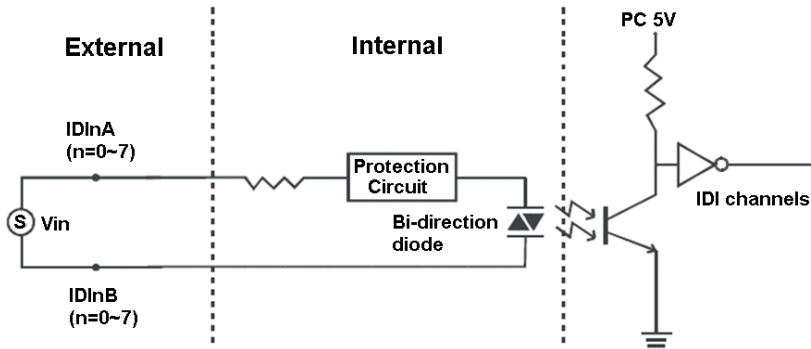 External
Internal
PC 5V
IDInA
(n=0~7)
Protection
Circuit
IDI channels
S
Vin
Bi-direction
diode
IDInB
(n=0~7)